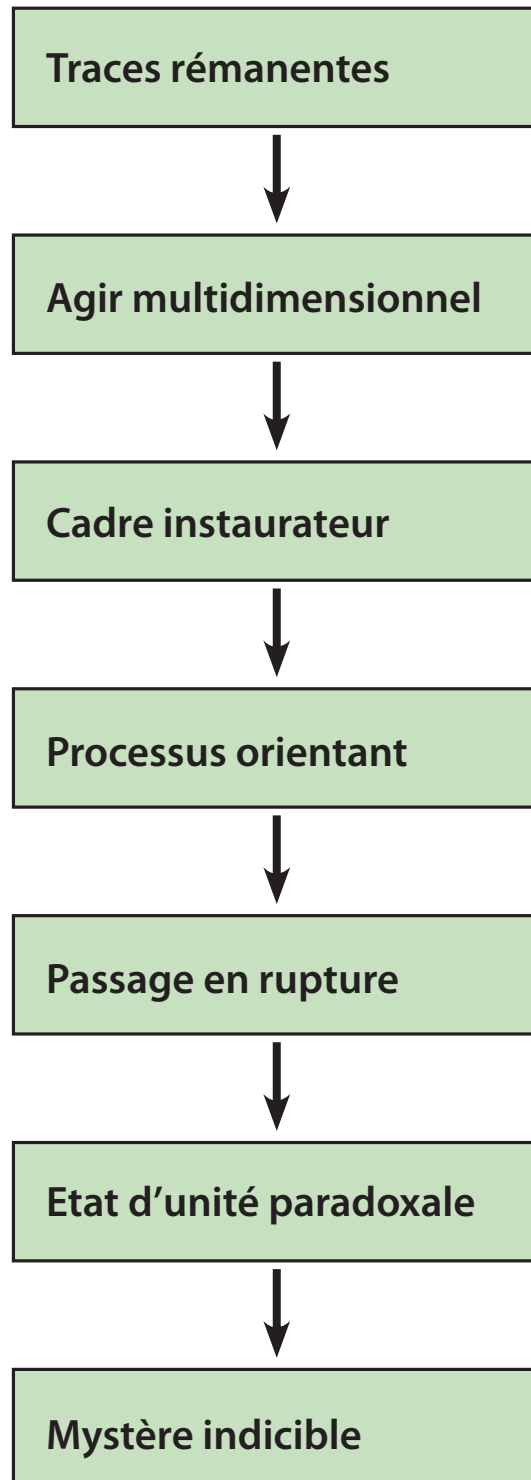 Traces rémanentes
Agir multidimensionnel
Cadre instaurateur
Processus orientant
Passage en rupture
Etat d’unité paradoxale
Mystère indicible